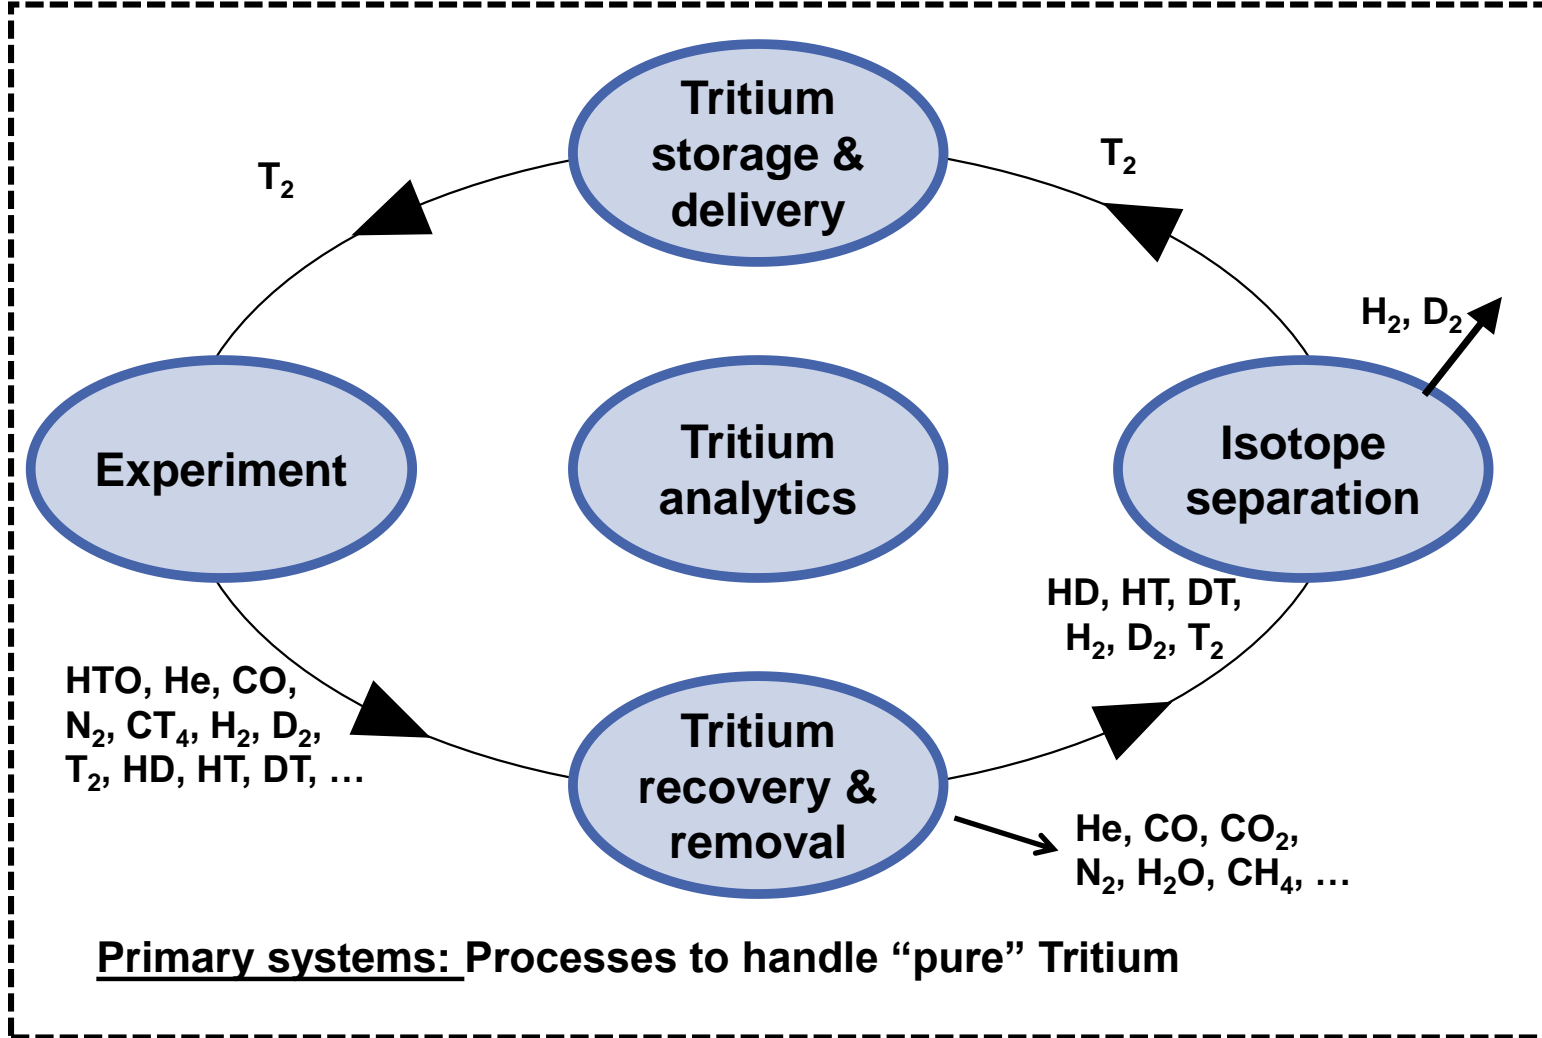 Tritium
storage &
delivery
T₂
T₂
H₂, D₂
Experiment
Tritium
analytics
Isotope
separation
HD, HT, DT,
H₂, D₂, T₂
HTO, He, CO,
N₂, CT₄, H₂, D₂,
T₂, HD, HT, DT, …
Tritium
recovery &
removal
He, CO, CO₂,
N₂, H₂O, CH₄, …
Primary systems: Processes to handle “pure” Tritium